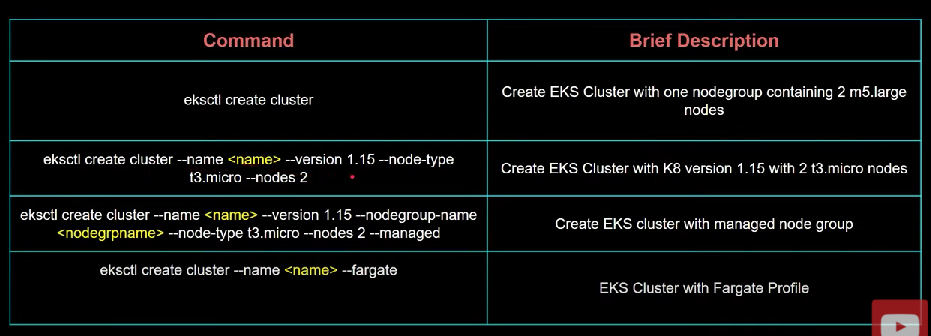 Command
Brief Description
eksctl create cluster
Create EKS Cluster with one nodegroup containing 2 m5.large
nodes
eksctl create cluster --name <name> --version 1.15 --node-type
t3.micro --nodes 2
Create EKS Cluster with K8 version 1.15 with 2 t3.micro nodes
eksctl create cluster --name <name> --version 1.15 --nodegroup-name
<nodegrpname> --node-type t3.micro --nodes 2 --managed
Create EKS cluster with managed node group
eksctl create cluster --name <name> --fargate
EKS Cluster with Fargate Profile